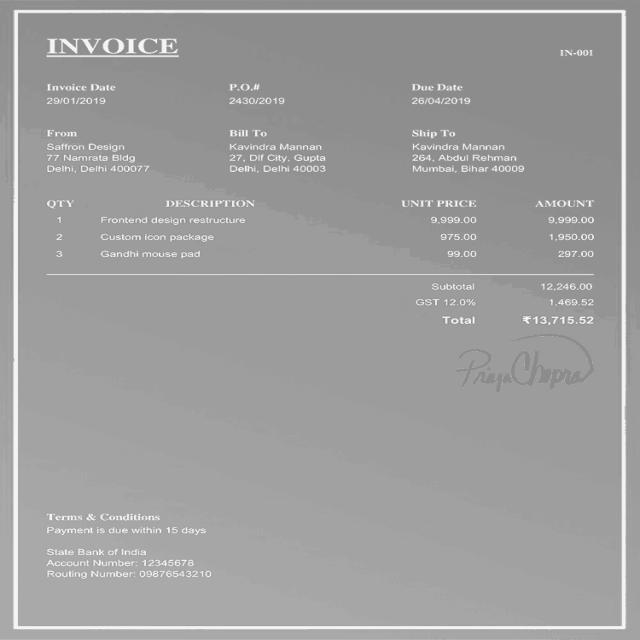 INVOICE
IN-001
Invoice Date P.O.# Due Date
29/01/2019 2430/2019 26/04/2019
From Bill To Ship To
Saffron Design Kavindra Mannan Kavindra Mannan
77 Namrata Bldg 27, Dlf City, Gupta 264, Abdul Rehman
Delhi, Delhi 400077 Delhi, Delhi 40003 Mumbai, Bihar 40009
QTY DESCRIPTION UNIT PRICE AMOUNT
1 Frontend design restructure 9,999.00 9,999.00
2 Custom icon package 975.00 1,950.00
3 Gandhi mouse pad 99.00 297.00
Subtotal 12,246.00
GST 12.0% 1,469.52
Total ₹13,715.52
Priya Chopra
Terms & Conditions
Payment is due within 15 days
State Bank of India
Account Number: 12345678
Routing Number: 09876543210